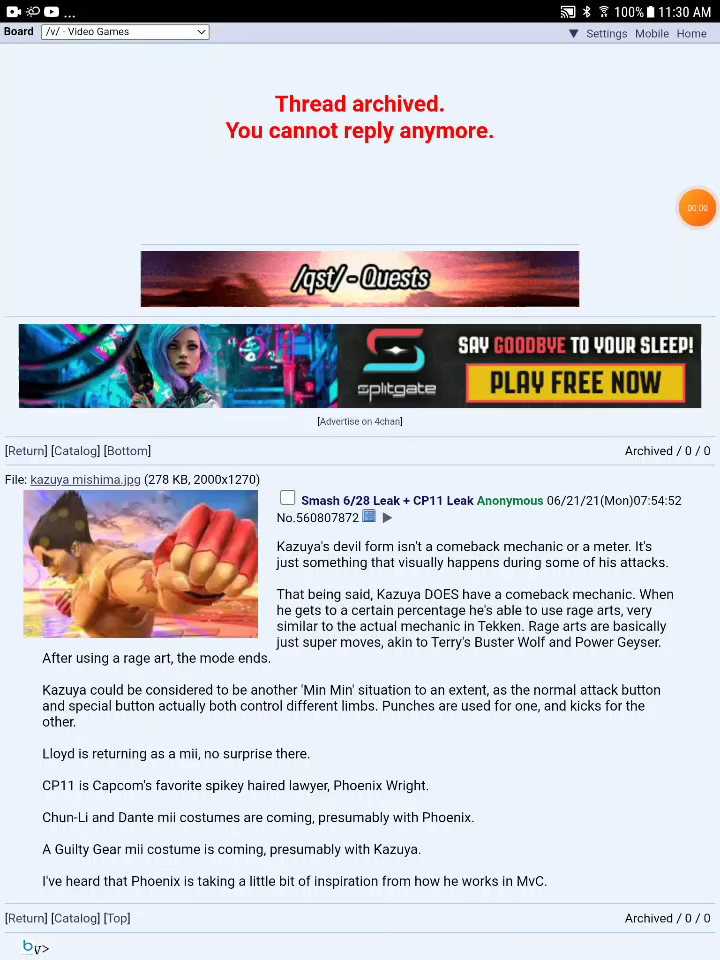 ... 100% 11:30 AM
Board /v/ - Video Games ▼ Settings Mobile Home
Thread archived.
You cannot reply anymore.
00:00
/qst/ - Quests
SAY GOODBYE TO YOUR SLEEP!
splitgate PLAY FREE NOW
[Advertise on 4chan]
[Return] [Catalog] [Bottom] Archived / 0 / 0
File: kazuya mishima.jpg (278 KB, 2000x1270)
Smash 6/28 Leak + CP11 Leak Anonymous 06/21/21(Mon)07:54:52
No.560807872 ▶
Kazuya's devil form isn't a comeback mechanic or a meter. It's
just something that visually happens during some of his attacks.
That being said, Kazuya DOES have a comeback mechanic. When
he gets to a certain percentage he's able to use rage arts, very
similar to the actual mechanic in Tekken. Rage arts are basically
just super moves, akin to Terry's Buster Wolf and Power Geyser.
After using a rage art, the mode ends.
Kazuya could be considered to be another 'Min Min' situation to an extent, as the normal attack button
and special button actually both control different limbs. Punches are used for one, and kicks for the
other.
Lloyd is returning as a mii, no surprise there.
CP11 is Capcom's favorite spikey haired lawyer, Phoenix Wright.
Chun-Li and Dante mii costumes are coming, presumably with Phoenix.
A Guilty Gear mii costume is coming, presumably with Kazuya.
I've heard that Phoenix is taking a little bit of inspiration from how he works in MvC.
[Return] [Catalog] [Top] Archived / 0 / 0
b v>